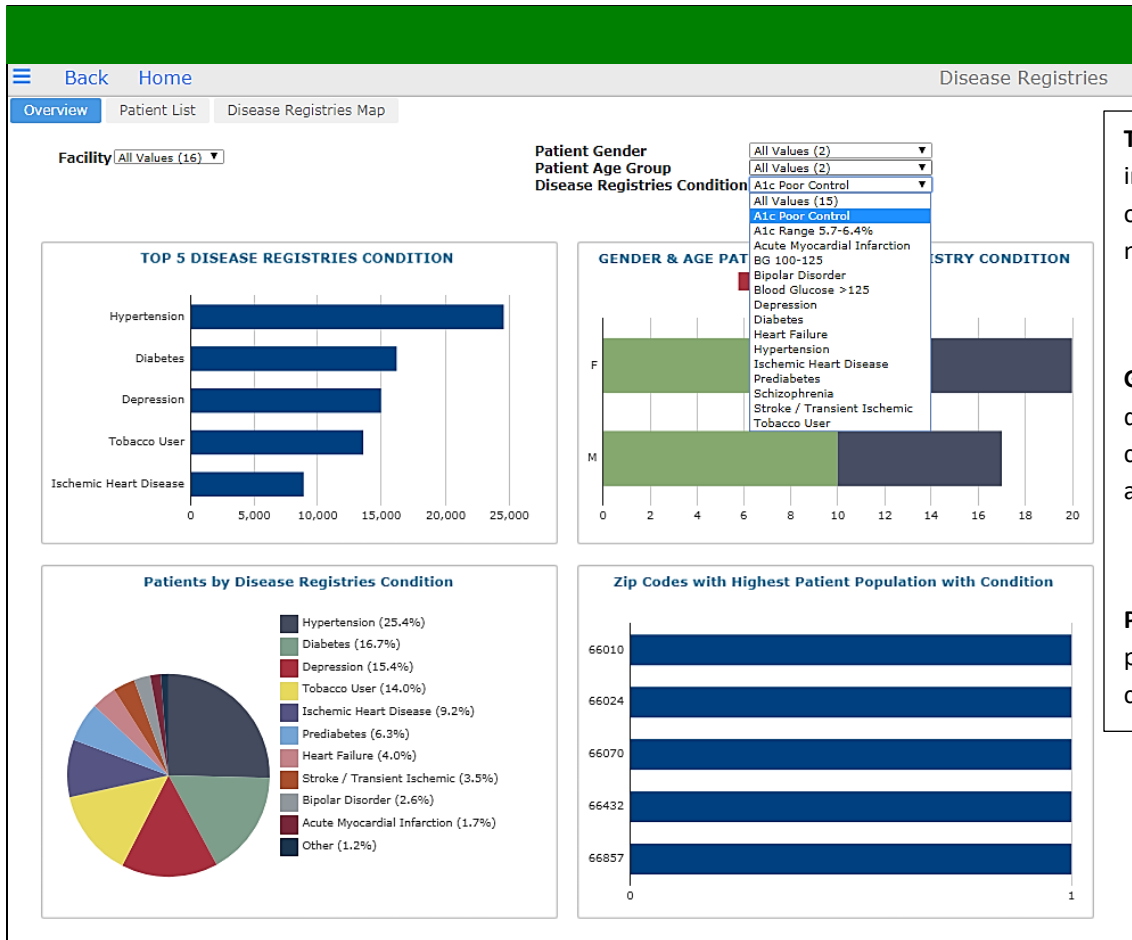 Back Home Disease Registries
Overview Patient List Disease Registries Map
Facility All Values (16)
Patient Gender All Values (2)
Patient Age Group All Values (2)
Disease Registries Condition A1c Poor Control
All Values (15)
A1c Poor Control
A1c Range 5.7-6.4%
Acute Myocardial Infarction
BG 100-125
Bipolar Disorder
Blood Glucose >125
Depression
Diabetes
Heart Failure
Hypertension
Ischemic Heart Disease
Prediabetes
Schizophrenia
Stroke / Transient Ischemic
Tobacco User
TOP 5 DISEASE REGISTRIES CONDITION
Hypertension
Diabetes
Depression
Tobacco User
Ischemic Heart Disease
0 5,000 10,000 15,000 20,000 25,000
GENDER & AGE PAT STRY CONDITION
F
M
0 2 4 6 8 10 12 14 16 18 20
Patients by Disease Registries Condition
Hypertension (25.4%)
Diabetes (16.7%)
Depression (15.4%)
Tobacco User (14.0%)
Ischemic Heart Disease (9.2%)
Prediabetes (6.3%)
Heart Failure (4.0%)
Stroke / Transient Ischemic (3.5%)
Bipolar Disorder (2.6%)
Acute Myocardial Infarction (1.7%)
Other (1.2%)
Zip Codes with Highest Patient Population with Condition
66010
66024
66070
66432
66857
0 1